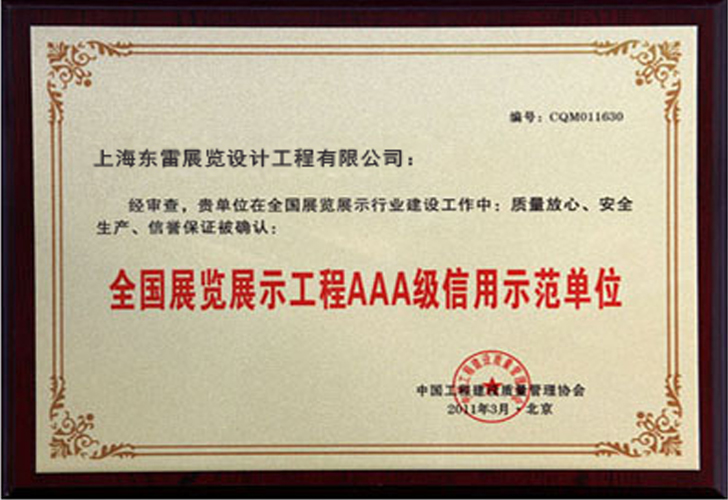 编号：CQM011630
上海东雷展览设计工程有限公司：
经审查，贵单位在全国展览展示行业建设工作中：质量放心、安全
生产、信誉保证被确认：
全国展览展示工程AAA级信用示范单位
中国工程建设质量管理协会
2011年3月·北京